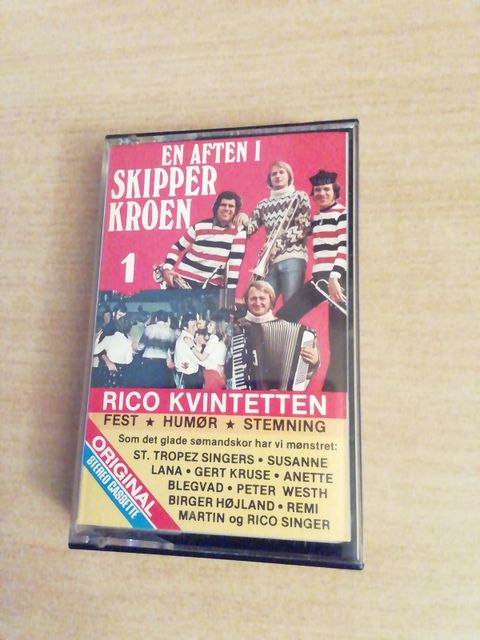 EN AFTEN I
SKIPPER
KROEN
1
RICO KVINTETTEN
FEST ★ HUMØR ★ STEMNING
Som det glade sømandskor har vi mønstret:
ST. TROPEZ SINGERS • SUSANNE
LANA • GERT KRUSE • ANETTE
BLEGVAD • PETER WESTH
BIRGER HØJLAND • REMI
MARTIN og RICO SINGER
ORIGINAL
STEREO CASSETTE